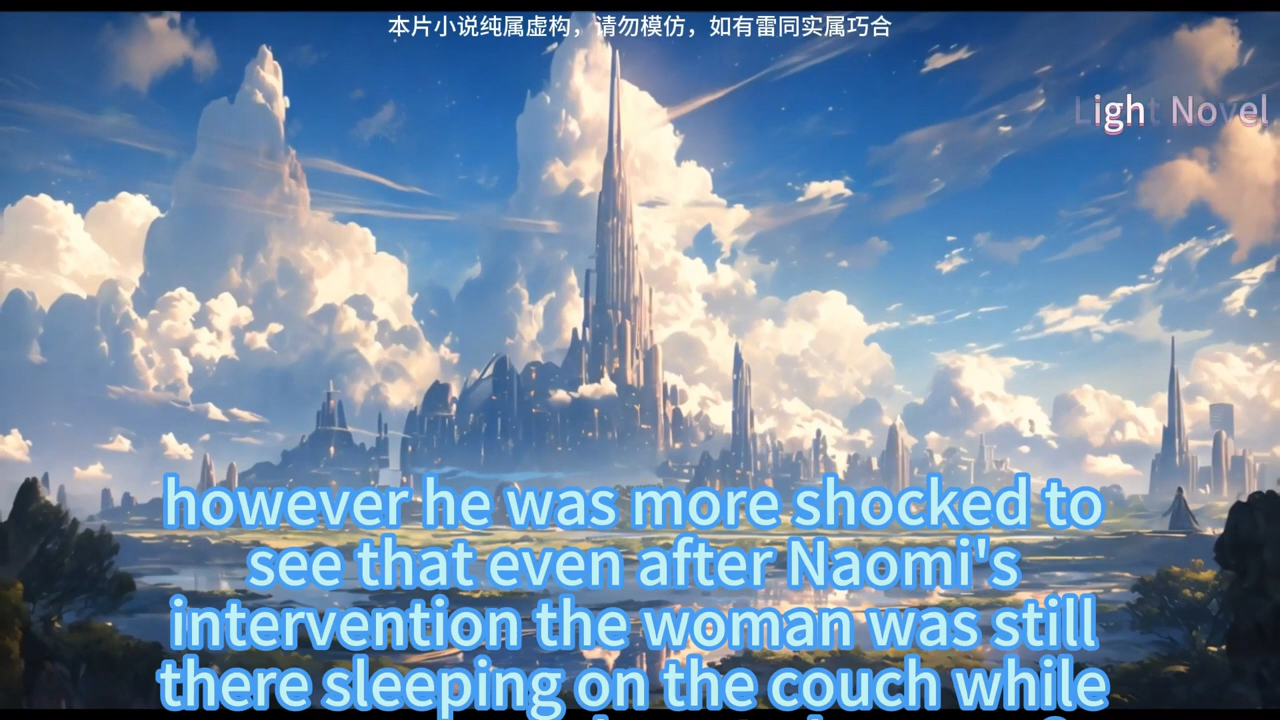 本片小说纯属虚构，请勿模仿，如有雷同实属巧合
Light Novel
however he was more shocked to
see that even after Naomi's
intervention the woman was still
there sleeping on the couch while